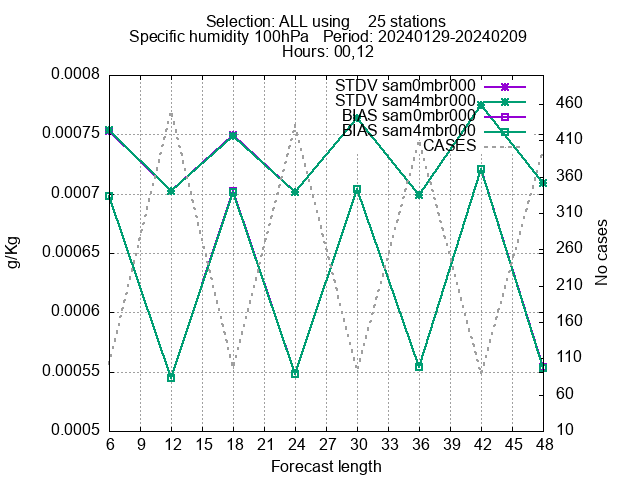 Selection: ALL using    25 stations
Specific humidity 100hPa   Period: 20240129-20240209
Hours: 00,12
STDV sam0mbr000
STDV sam4mbr000
BIAS sam0mbr000
BIAS sam4mbr000
CASES
g/Kg
0.0008
0.00075
0.0007
0.00065
0.0006
0.00055
0.0005
No cases
460
410
360
310
260
210
160
110
60
10
6 9 12 15 18 21 24 27 30 33 36 39 42 45 48
Forecast length